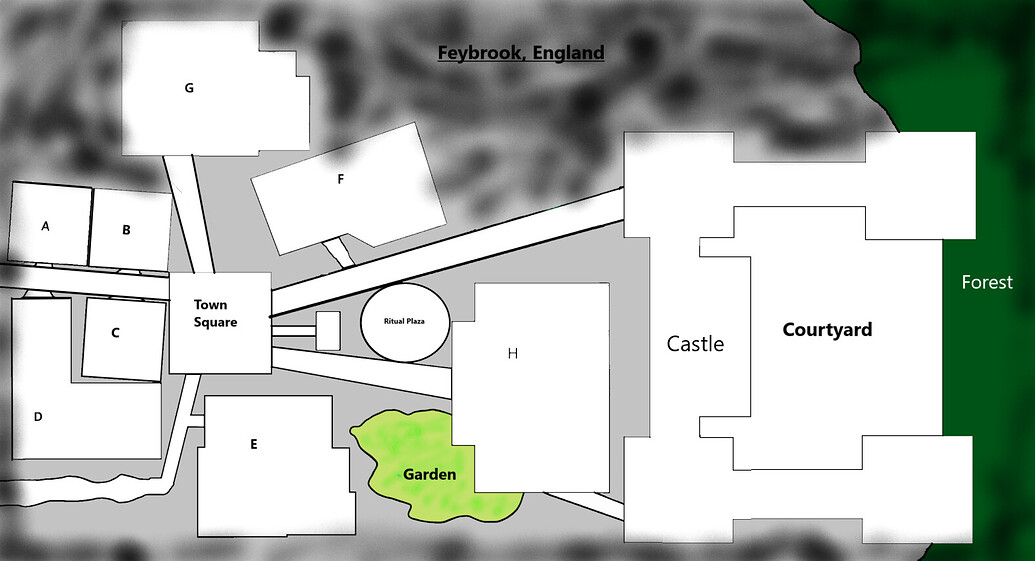 Feybrook, England
G
F
A
B
Forest
Town
Square
Ritual Plaza
Courtyard
C
Castle
H
D
E
Garden